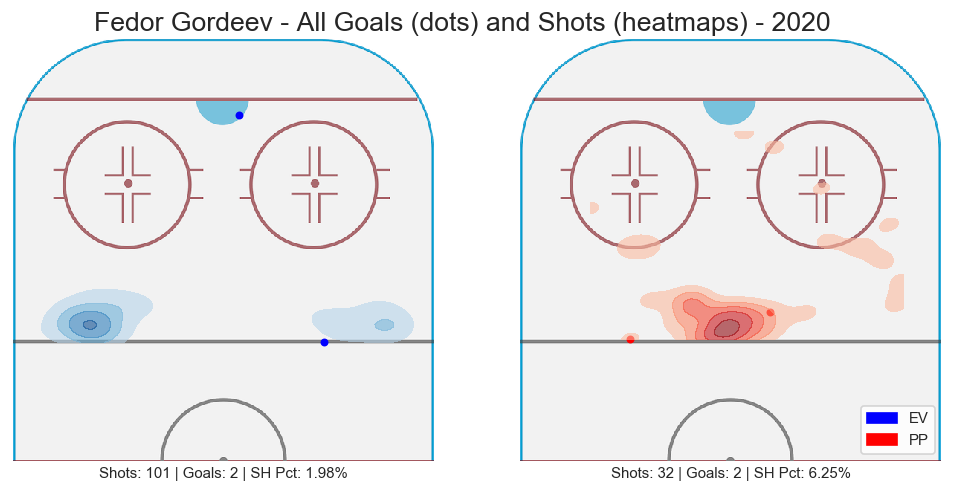 Fedor Gordeev - All Goals (dots) and Shots (heatmaps) - 2020
EV
PP
Shots: 101 | Goals: 2 | SH Pct: 1.98%
Shots: 32 | Goals: 2 | SH Pct: 6.25%